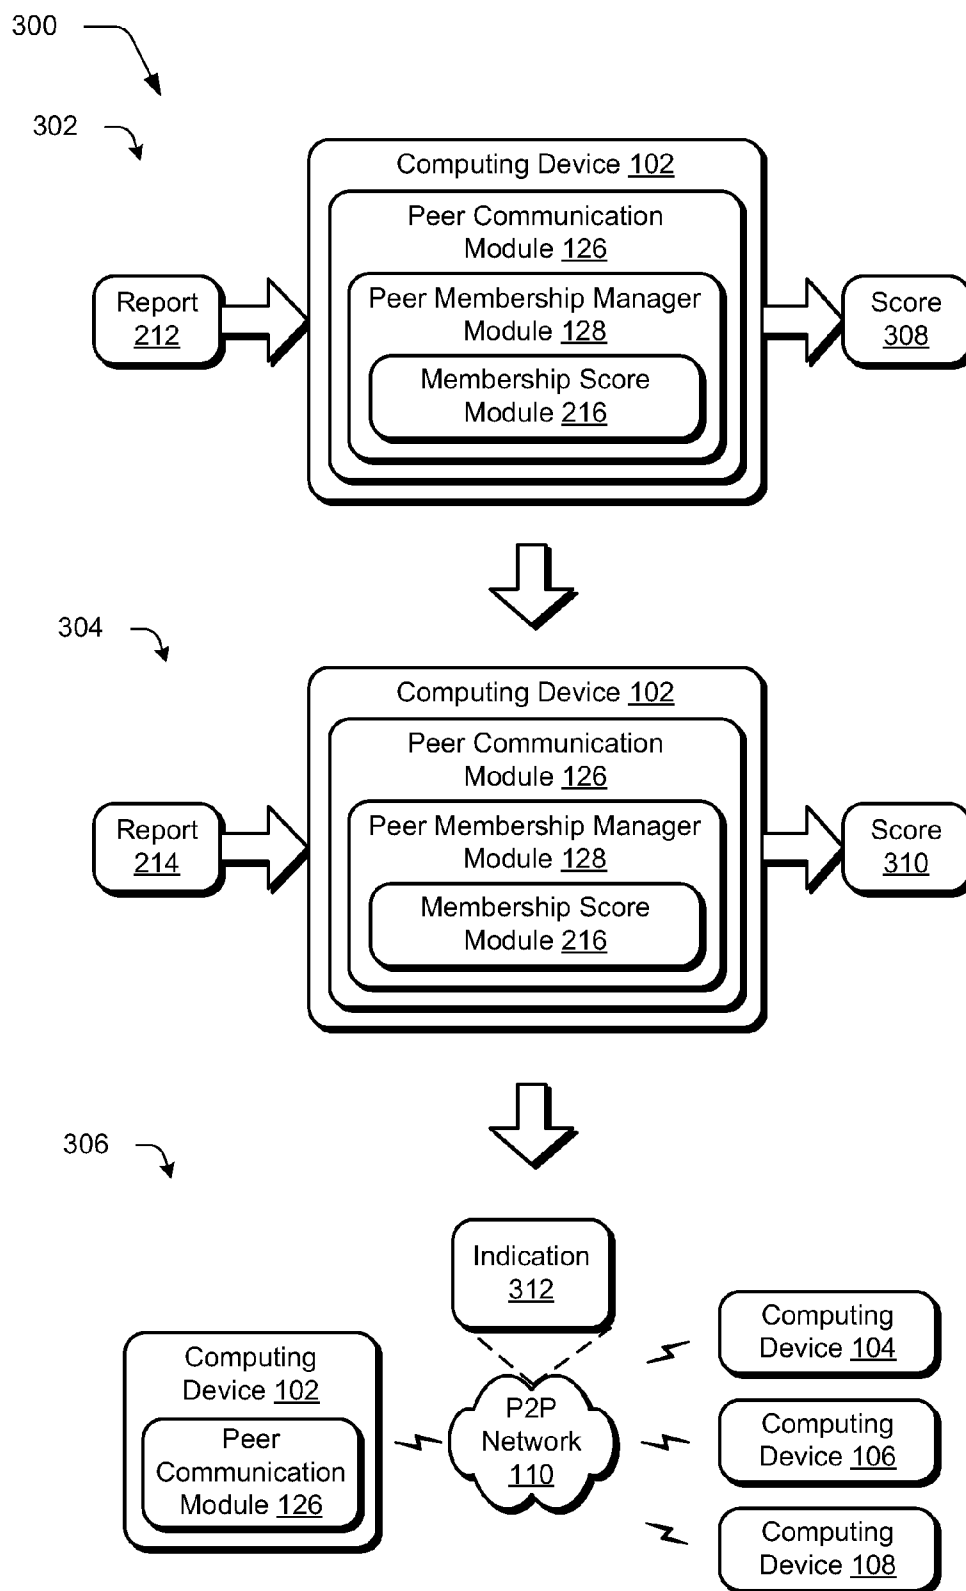 300
302
Computing Device 102
Peer Communication
Module 126
Peer Membership Manager
Module 128
Membership Score
Module 216
Report
212
Score
308
304
Computing Device 102
Peer Communication
Module 126
Peer Membership Manager
Module 128
Membership Score
Module 216
Report
214
Score
310
306
Indication
312
Computing
Device 102
Peer
Communication
Module 126
P2P
Network
110
Computing
Device 104
Computing
Device 106
Computing
Device 108